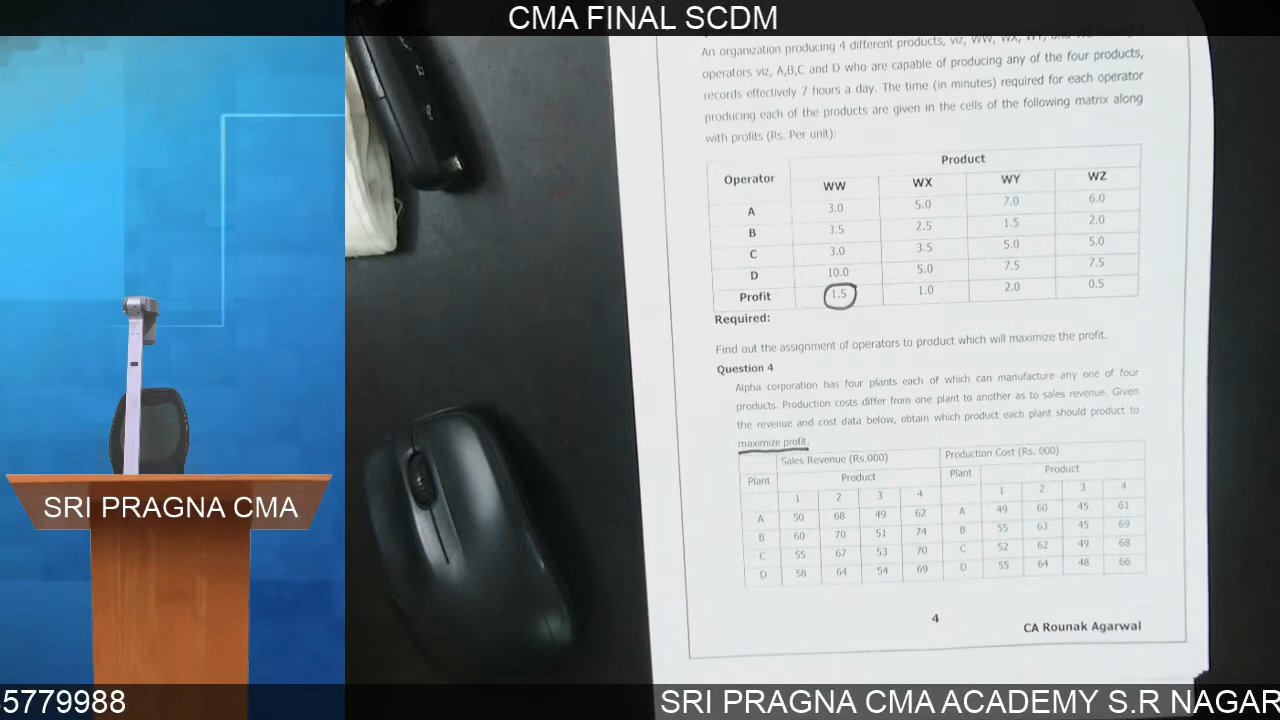 CMA FINAL SCDM
An organization producing 4 different products, viz, WW, WX, WY, and
operators viz, A,B,C and D who are capable of producing any of the four products,
records effectively 7 hours a day. The time (in minutes) required for each operator
producing each of the products are given in the cells of the following matrix along
with profits (Rs. Per unit):
Operator Product
WW WX WY WZ
A 3.0 5.0 7.0 6.0
B 3.5 2.5 1.5 2.0
C 3.0 3.5 5.0 5.0
D 10.0 5.0 7.5 7.5
Profit 1.5 1.0 2.0 0.5
Required:
Find out the assignment of operators to product which will maximize the profit.
Question 4
Alpha corporation has four plants each of which can manufacture any one of four
products. Production costs differ from one plant to another as to sales revenue. Given
the revenue and cost data below, obtain which product each plant should product to
maximize profit.
Sales Revenue (Rs.000) Production Cost (Rs. 000)
Plant Product Plant Product
1 2 3 4 1 2 3 4
A 50 68 49 62 A 49 60 45 61
B 60 70 51 74 B 55 63 45 69
C 55 67 53 70 C 52 62 49 68
D 58 64 54 69 D 55 64 48 66
4
CA Rounak Agarwal
SRI PRAGNA CMA
5779988
SRI PRAGNA CMA ACADEMY S.R NAGAR